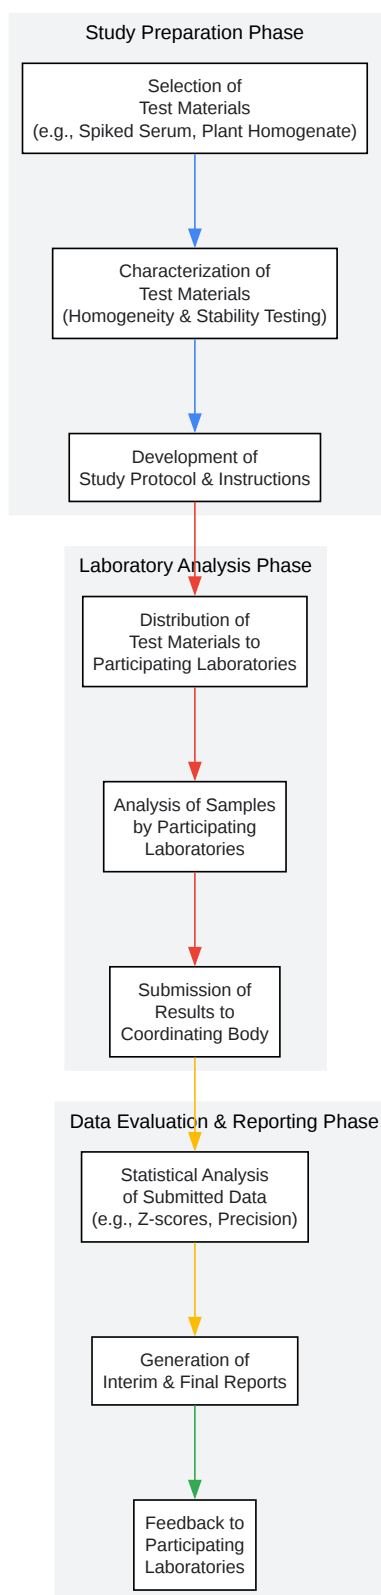 Study Preparation Phase
Selection of
Test Materials
(e.g., Spiked Serum, Plant Homogenate)
Characterization of
Test Materials
(Homogeneity & Stability Testing)
Development of
Study Protocol & Instructions
Laboratory Analysis Phase
Distribution of
Test Materials to
Participating Laboratories
Analysis of Samples
by Participating
Laboratories
Submission of
Results to
Coordinating Body
Data Evaluation & Reporting Phase
Statistical Analysis
of Submitted Data
(e.g., Z-scores, Precision)
Generation of
Interim & Final Reports
Feedback to
Participating
Laboratories